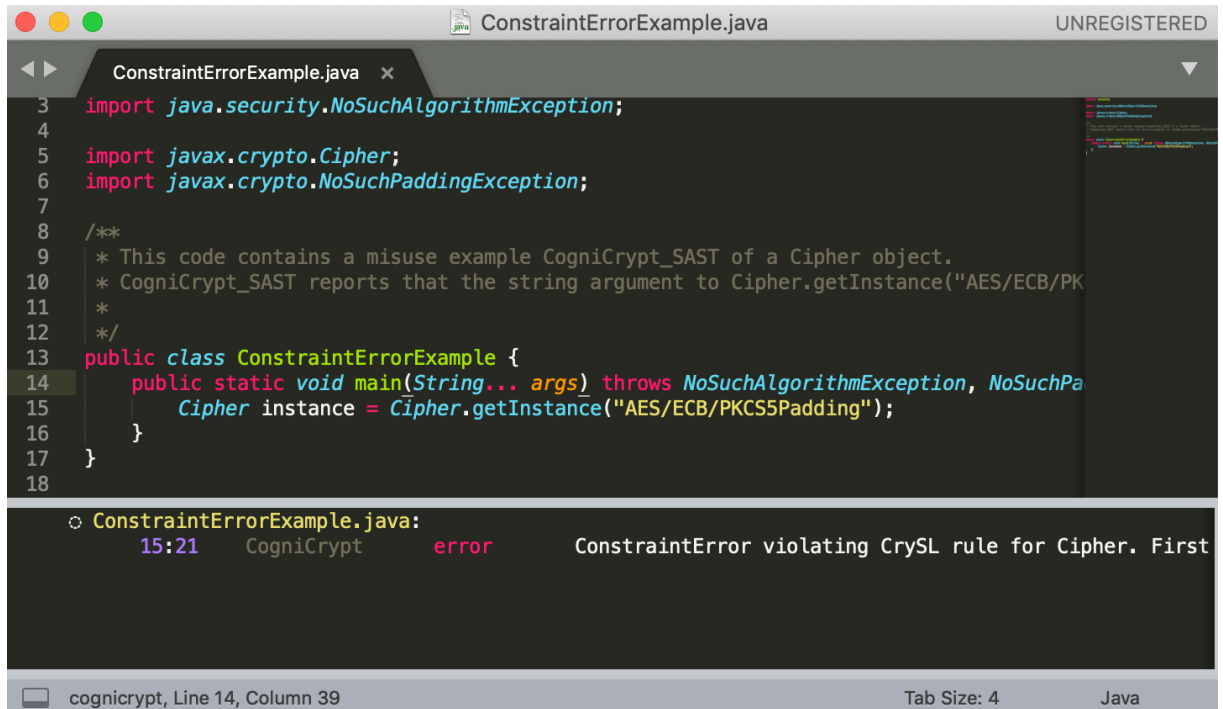 ConstraintErrorExample.java UNREGISTERED
ConstraintErrorExample.java ×
3 import java.security.NoSuchAlgorithmException;
4
5 import javax.crypto.Cipher;
6 import javax.crypto.NoSuchPaddingException;
7
8 /**
9 * This code contains a misuse example CogniCrypt_SAST of a Cipher object.
10 * CogniCrypt_SAST reports that the string argument to Cipher.getInstance("AES/ECB/PK
11 *
12 */
13 public class ConstraintErrorExample {
14 public static void main(String... args) throws NoSuchAlgorithmException, NoSuchPa
15 Cipher instance = Cipher.getInstance("AES/ECB/PKCS5Padding");
16 }
17 }
18
ConstraintErrorExample.java:
15:21 CogniCrypt error ConstraintError violating CrySL rule for Cipher. First
cognicrypt, Line 14, Column 39 Tab Size: 4 Java